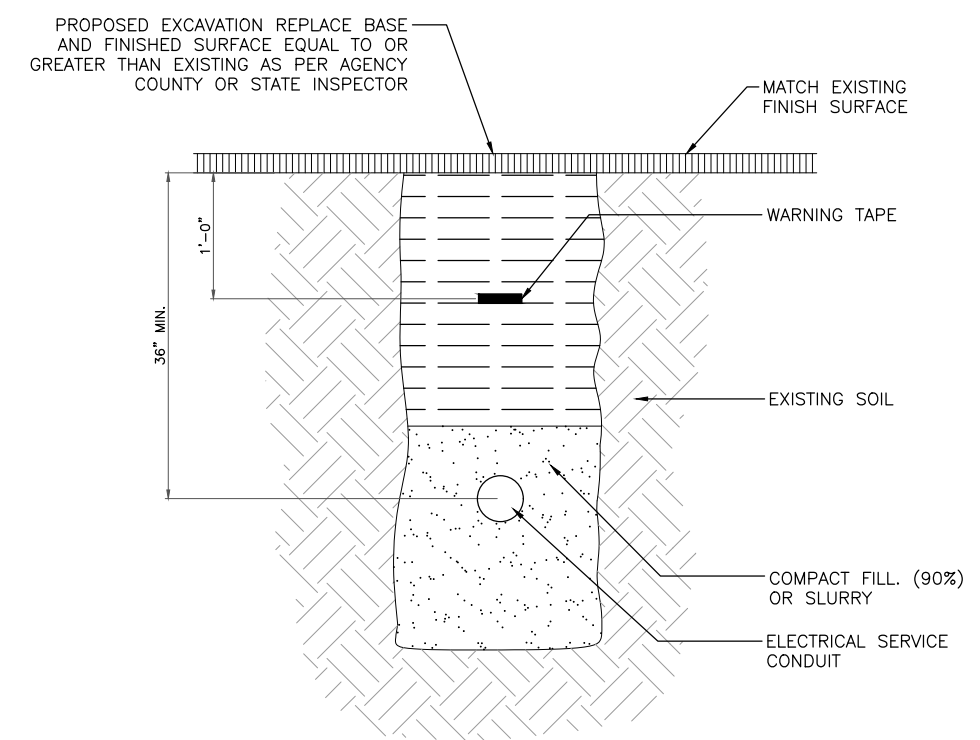 PROPOSED EXCAVATION REPLACE BASE
AND FINISHED SURFACE EQUAL TO OR
GREATER THAN EXISTING AS PER AGENCY
COUNTY OR STATE INSPECTOR
MATCH EXISTING
FINISH SURFACE
WARNING TAPE
1'-0"
36" MIN.
EXISTING SOIL
COMPACT FILL. (90%)
OR SLURRY
ELECTRICAL SERVICE
CONDUIT